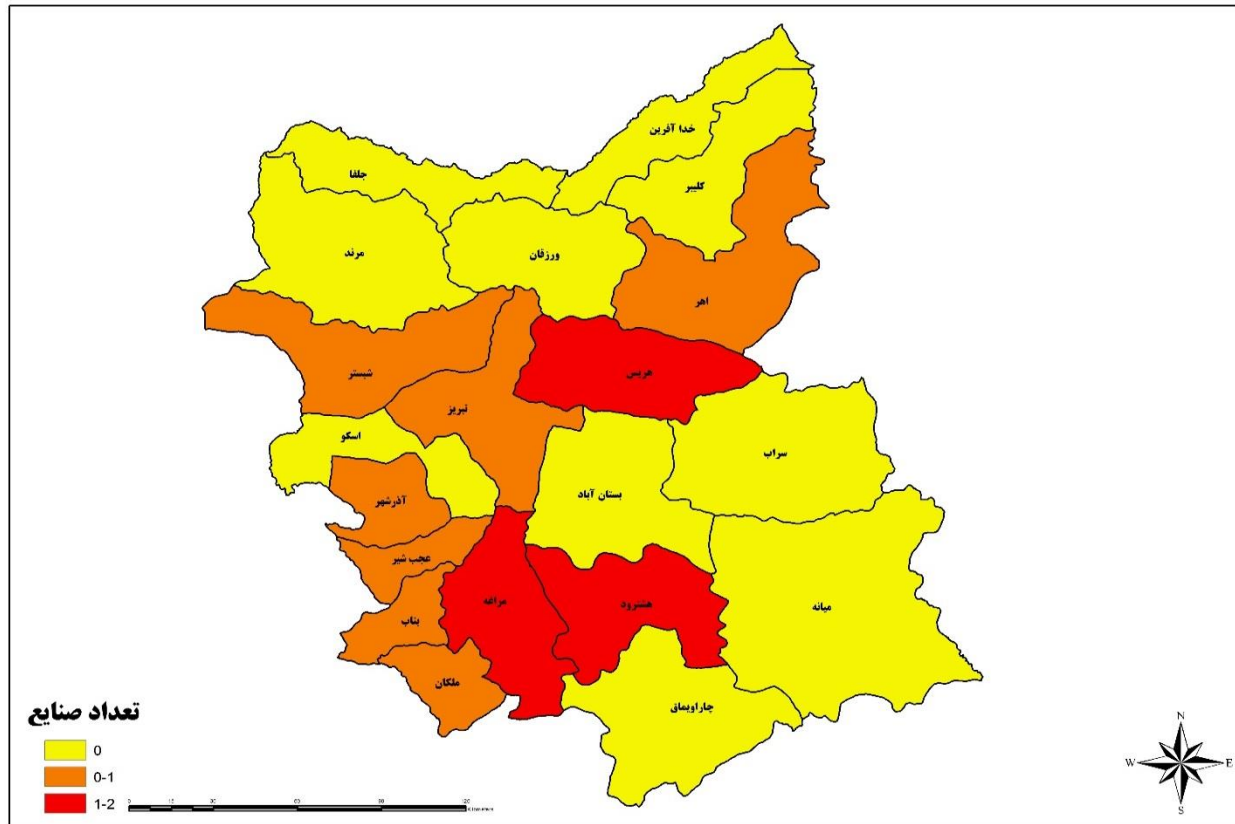 خدا آفرین
کلیبر
جلفا
مرند
ورزقان
اهر
شبستر
هریس
تبریز
اسکو
سراب
بستان آباد
آذرشهر
عجب شیر
مراغه
هشترود
میانه
بناب
ملکان
چاراویماق
تعداد صنایع
0
0-1
1-2
N
W
E
S